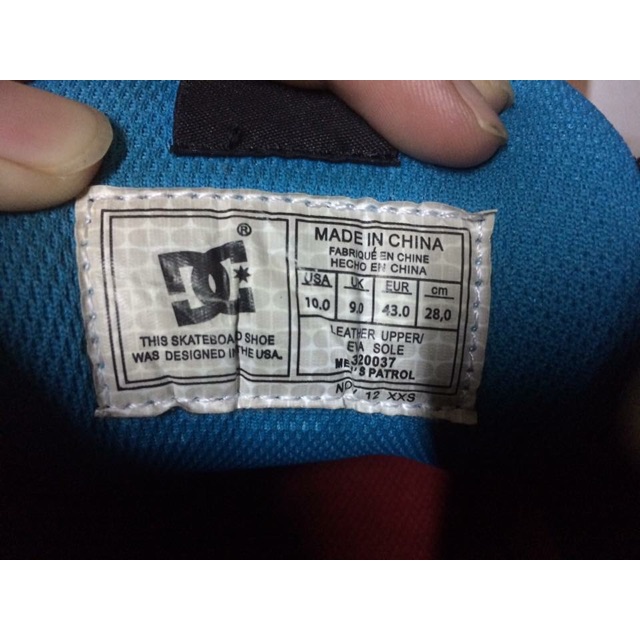 DC
®
THIS SKATEBOARD SHOE
WAS DESIGNED IN THE USA.
MADE IN CHINA
FABRIQUÉ EN CHINE
HECHO EN CHINA
USA UK EUR cm
10.0 9.0 43.0 28,0
LEATHER UPPER/
EVA SOLE
320037
PATROL
12 XXS